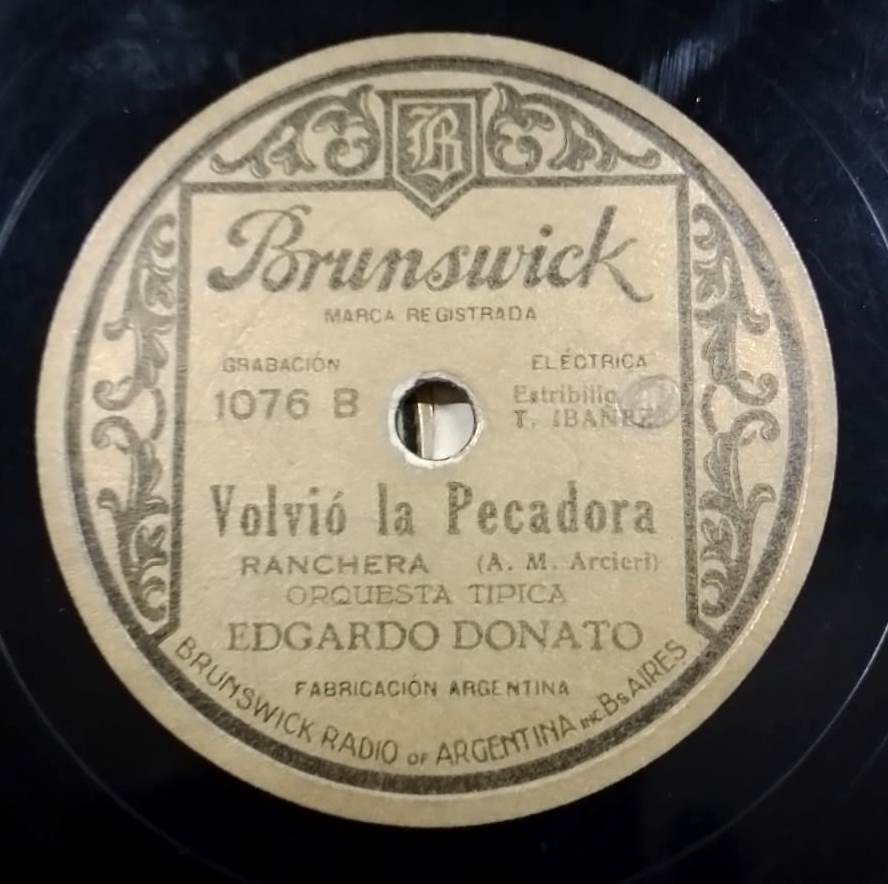 B
Brunswick
MARCA REGISTRADA
GRABACIÓN ELÉCTRICA
1076 B
Estribillo
T. IBAÑEZ
Volvió la Pecadora
RANCHERA (A. M. Arcieri)
ORQUESTA TIPICA
EDGARDO DONATO
FABRICACIÓN ARGENTINA
BRUNSWICK RADIO OF ARGENTINA INC. Bs AIRES